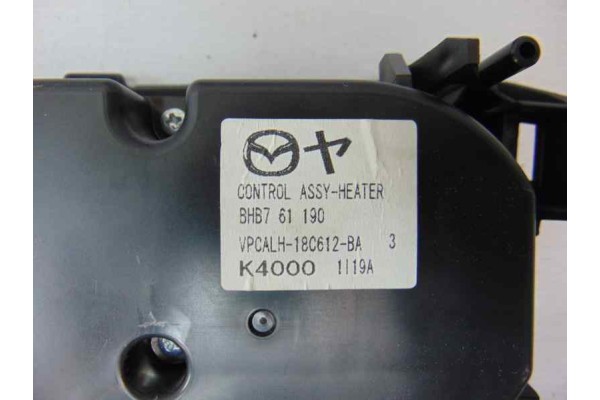 ヤ
CONTROL ASSY-HEATER
BHB7 61 190
VPCALH-18C612-BA 3
K4000 1I19A